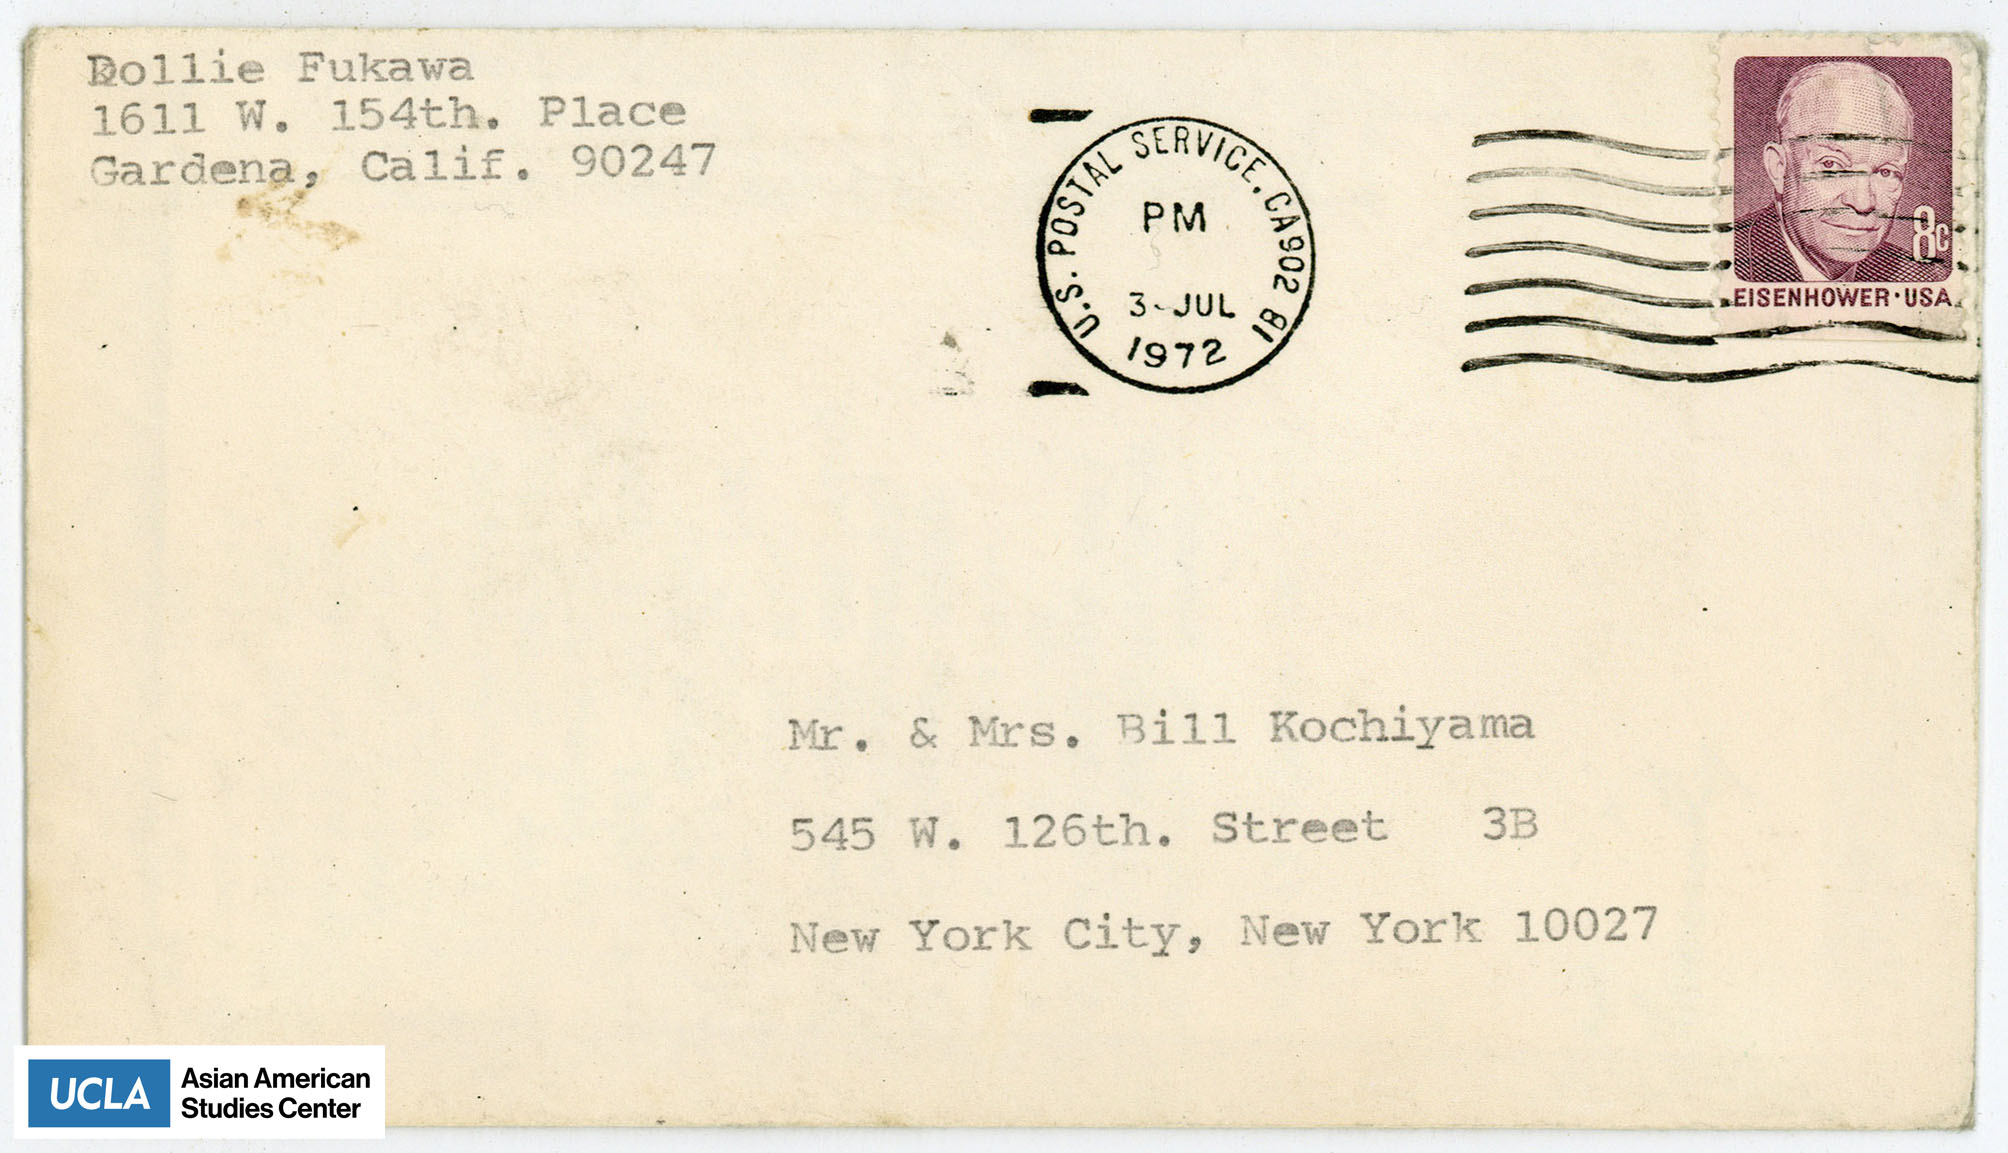 Dollie Fukawa
1611 W. 154th. Place
Gardena, Calif. 90247
U.S. POSTAL SERVICE, CA 902 81
PM
3 - JUL
1972
8c
EISENHOWER · USA
Mr. & Mrs. Bill Kochiyama
545 W. 126th. Street 3B
New York City, New York 10027
UCLA
Asian American
Studies Center